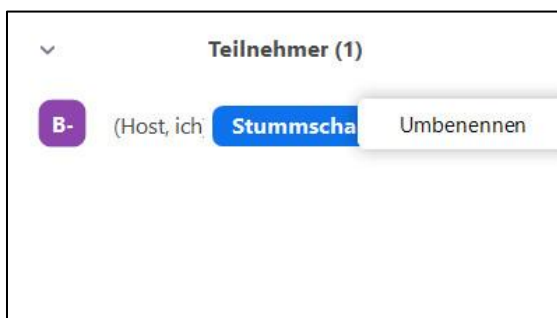 Teilnehmer (1)
B- (Host, ich Stummscha Umbenennen